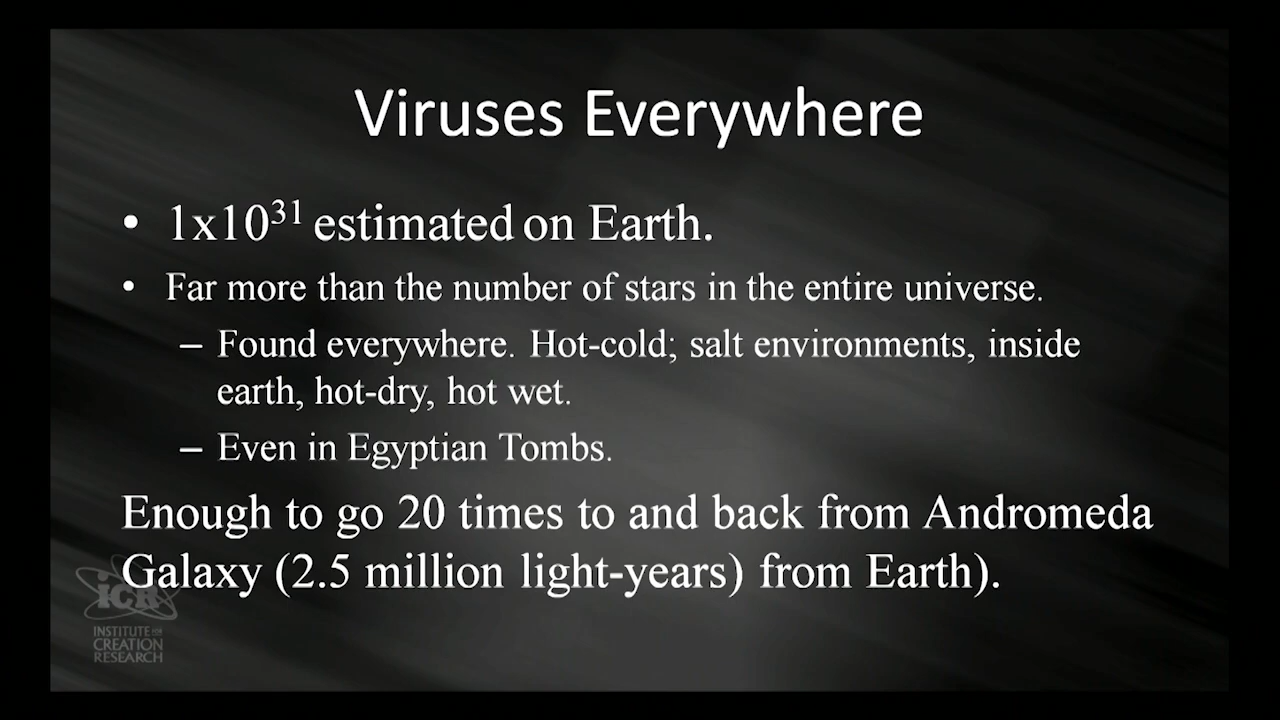 Viruses Everywhere
• 1x10³¹ estimated on Earth.
• Far more than the number of stars in the entire universe.
– Found everywhere. Hot-cold; salt environments, inside
earth, hot-dry, hot wet.
– Even in Egyptian Tombs.
Enough to go 20 times to and back from Andromeda
Galaxy (2.5 million light-years) from Earth).
iCR
INSTITUTE FOR
CREATION
RESEARCH